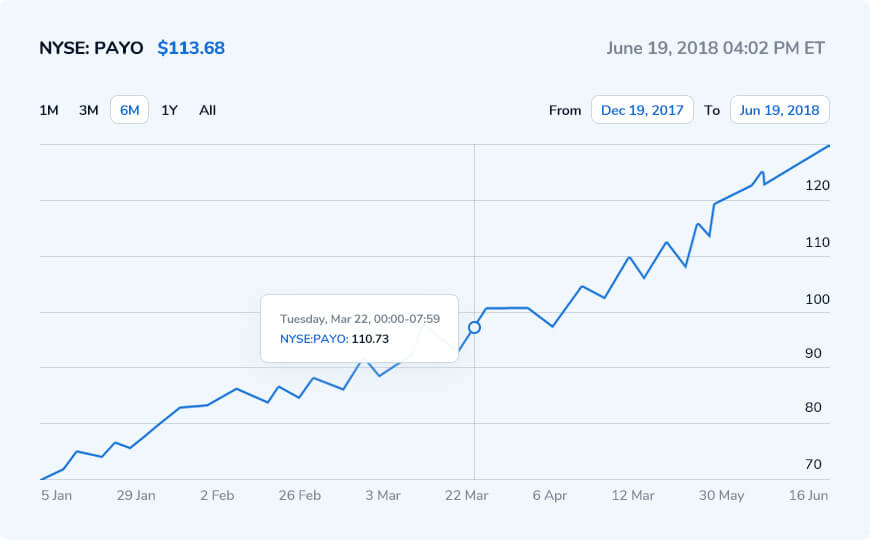 NYSE: PAYO $113.68
June 19, 2018 04:02 PM ET
1M 3M 6M 1Y All
From Dec 19, 2017 To Jun 19, 2018
120
110
100
Tuesday, Mar 22, 00:00-07:59
NYSE:PAYO: 110.73
90
80
70
5 Jan 29 Jan 2 Feb 26 Feb 3 Mar 22 Mar 6 Apr 12 Mar 30 May 16 Jun